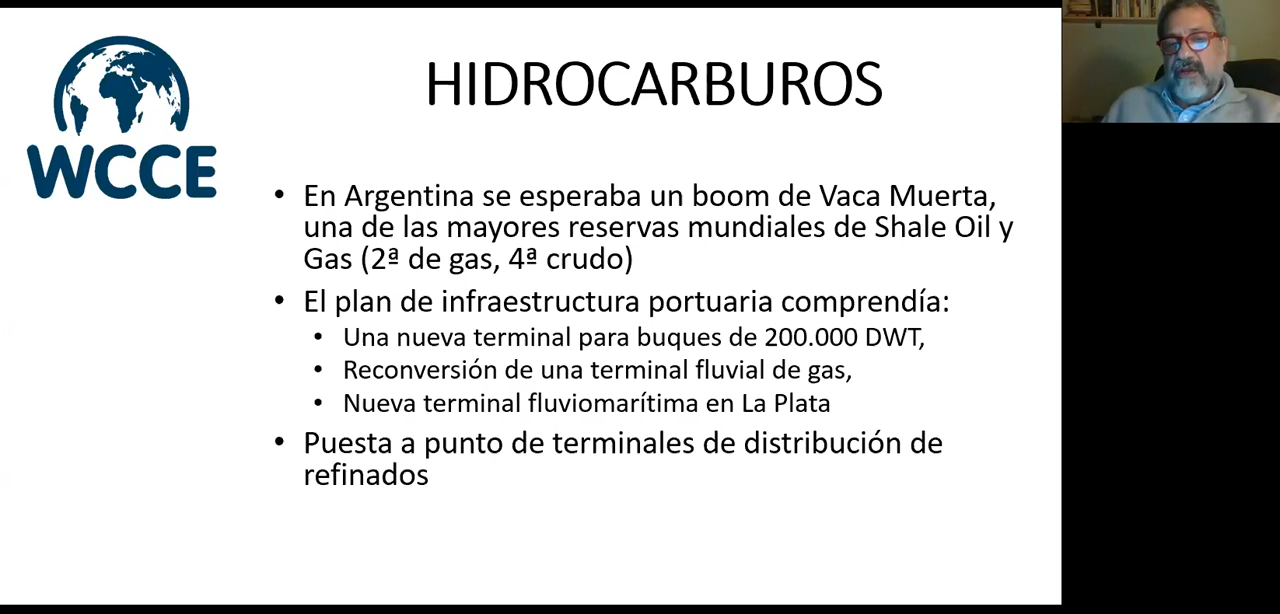 WCCE
HIDROCARBUROS
• En Argentina se esperaba un boom de Vaca Muerta,
una de las mayores reservas mundiales de Shale Oil y
Gas (2ª de gas, 4ª crudo)
• El plan de infraestructura portuaria comprendía:
• Una nueva terminal para buques de 200.000 DWT,
• Reconversión de una terminal fluvial de gas,
• Nueva terminal fluviomarítima en La Plata
• Puesta a punto de terminales de distribución de
refinados